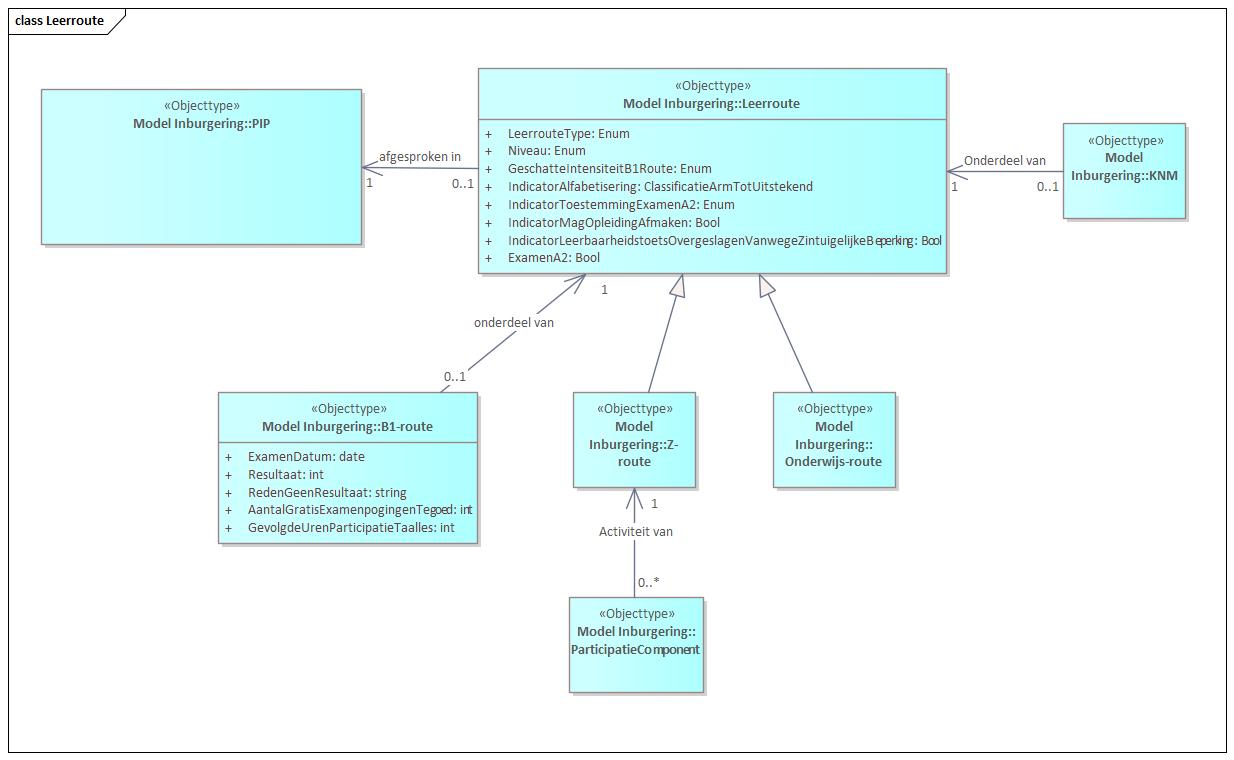 class Leerroute
«Objecttype»
Model Inburgering::PIP
afgesproken in
1
0..1
«Objecttype»
Model Inburgering::Leerroute
+ LeerrouteType: Enum
+ Niveau: Enum
+ GeschatteIntensiteitB1Route: Enum
+ IndicatorAlfabetisering: ClassificatieArmTotUitstekend
+ IndicatorToestemmingExamenA2: Enum
+ IndicatorMagOpleidingAfmaken: Bool
+ IndicatorLeerbaarheidstoetsOvergeslagenVanwegeZintuigelijkeBeperking: Bool
+ ExamenA2: Bool
Onderdeel van
1
0..1
«Objecttype»
Model
Inburgering::KNM
1
onderdeel van
0..1
«Objecttype»
Model Inburgering::B1-route
+ ExamenDatum: date
+ Resultaat: int
+ RedenGeenResultaat: string
+ AantalGratisExamenpogingenTegoed: int
+ GevolgdeUrenParticipatieTaalles: int
«Objecttype»
Model
Inburgering::Z-
route
«Objecttype»
Model
Inburgering::
Onderwijs-route
1
Activiteit van
0..*
«Objecttype»
Model Inburgering::
ParticipatieComponent